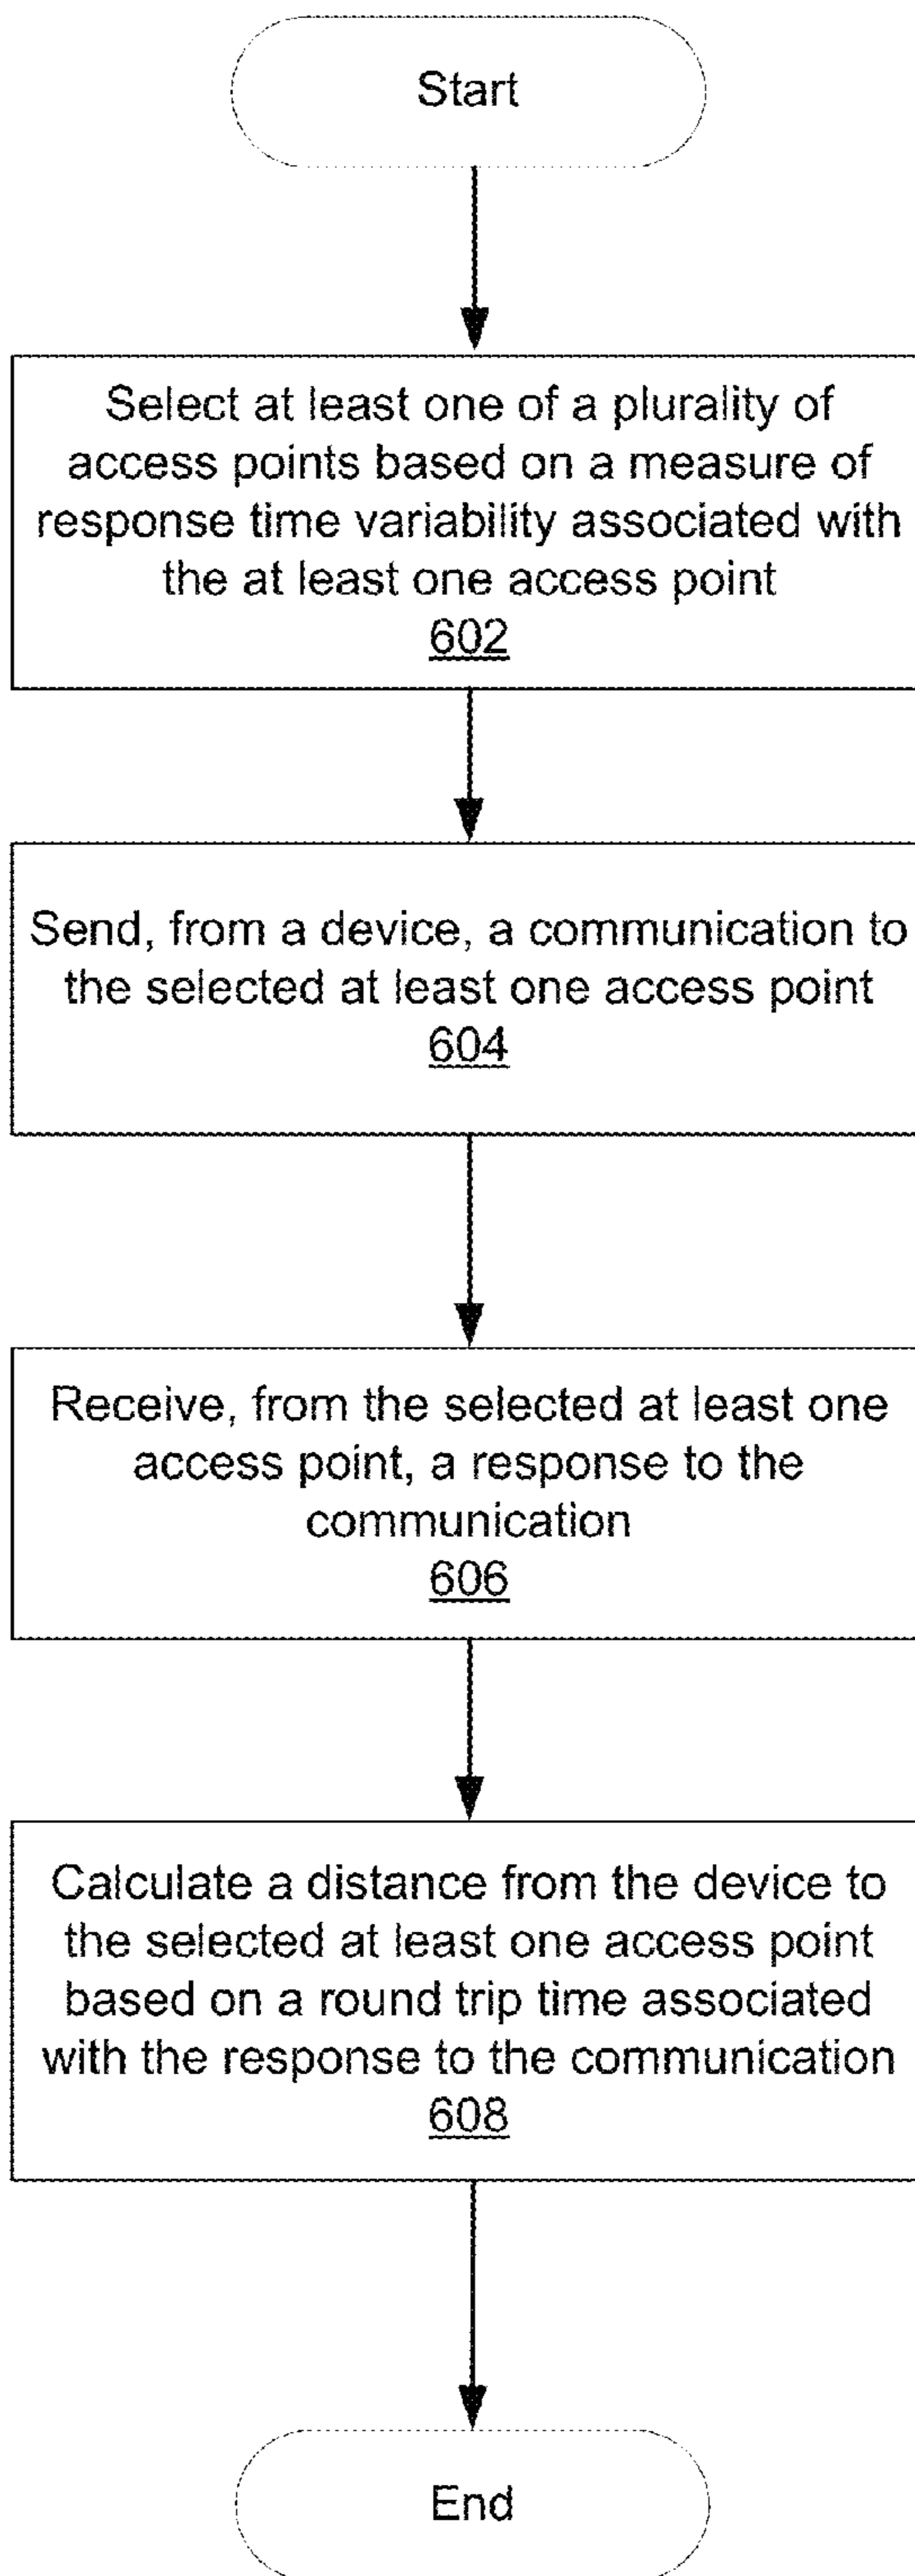 Start
Select at least one of a plurality of
access points based on a measure of
response time variability associated with
the at least one access point
602
Send, from a device, a communication to
the selected at least one access point
604
Receive, from the selected at least one
access point, a response to the
communication
606
Calculate a distance from the device to
the selected at least one access point
based on a round trip time associated
with the response to the communication
608
End